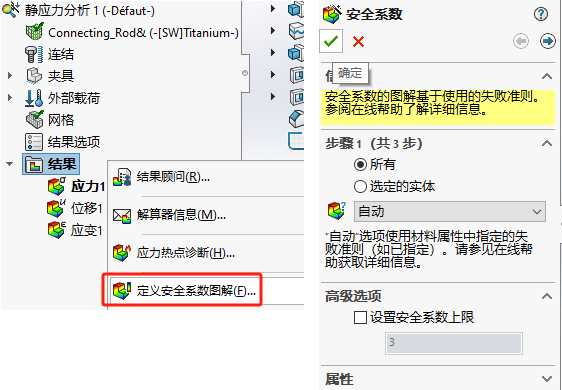 静应力分析 1 (-Défaut-)
Connecting_Rod& (-[SW]Titanium-)
连结
夹具
外部载荷
网格
结果选项
结果
应力1
位移1
应变1
结果顾问(R)...
解算器信息(M)...
应力热点诊断(H)...
定义安全系数图解(F)...
安全系数
确定
安全系数的图解基于使用的失败准则。
参阅在线帮助了解详细信息。
步骤 1（共 3 步）
所有
选定的实体
自动
“自动”选项使用材料属性中指定的失
败准则（如已指定）。请参见在线帮
助获取详细信息。
高级选项
设置安全系数上限
3
属性